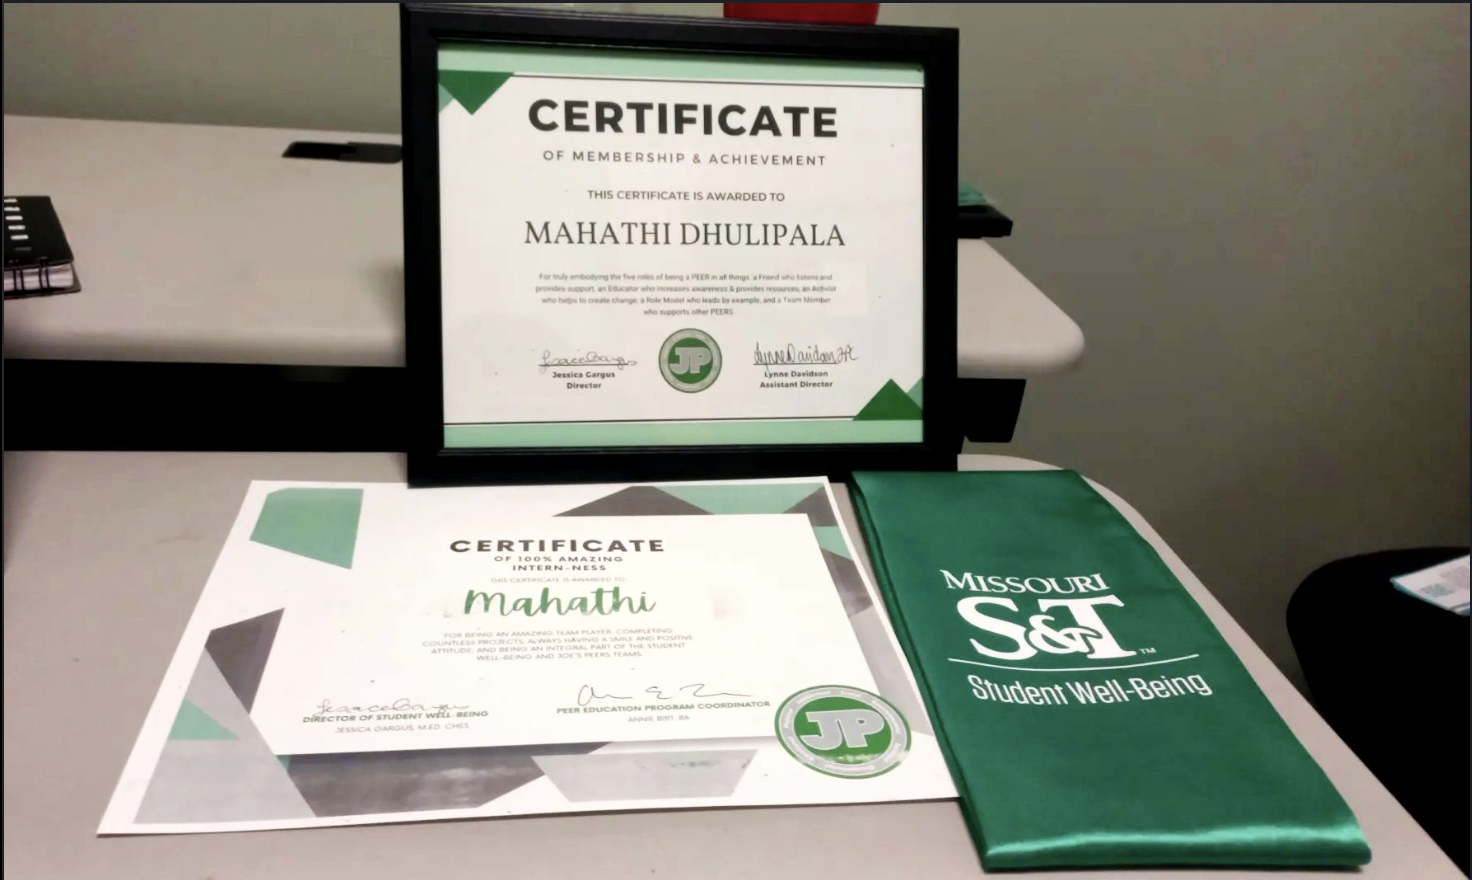 CERTIFICATE
OF MEMBERSHIP & ACHIEVEMENT
THIS CERTIFICATE IS AWARDED TO
MAHATHI DHULIPALA
For truly embodying the five roles of being a PEER in all things: a Friend who listens and
provides support, an Educator who increases awareness & provides resources, an Activist
who helps to create change, a Role Model who leads by example, and a Team Member
who supports other PEERS
Jessica Gargus
Director
JP
Lynne Davidson
Lynne Davidson
Assistant Director
CERTIFICATE
OF 100% AMAZING
INTERN-NESS
THIS CERTIFICATE IS AWARDED TO
Mahathi
FOR BEING AN AMAZING TEAM PLAYER, COMPLETING
COUNTLESS PROJECTS, ALWAYS HAVING A SMILE AND POSITIVE
ATTITUDE, AND BEING AN INTEGRAL PART OF THE STUDENT
WELL-BEING AND JOE'S PEERS TEAMS.
DIRECTOR OF STUDENT WELL-BEING
JESSICA GARGUS, M.ED, CHES
PEER EDUCATION PROGRAM COORDINATOR
ANNIE BIRT, BA
JP
MISSOURI
S&T™
Student Well-Being